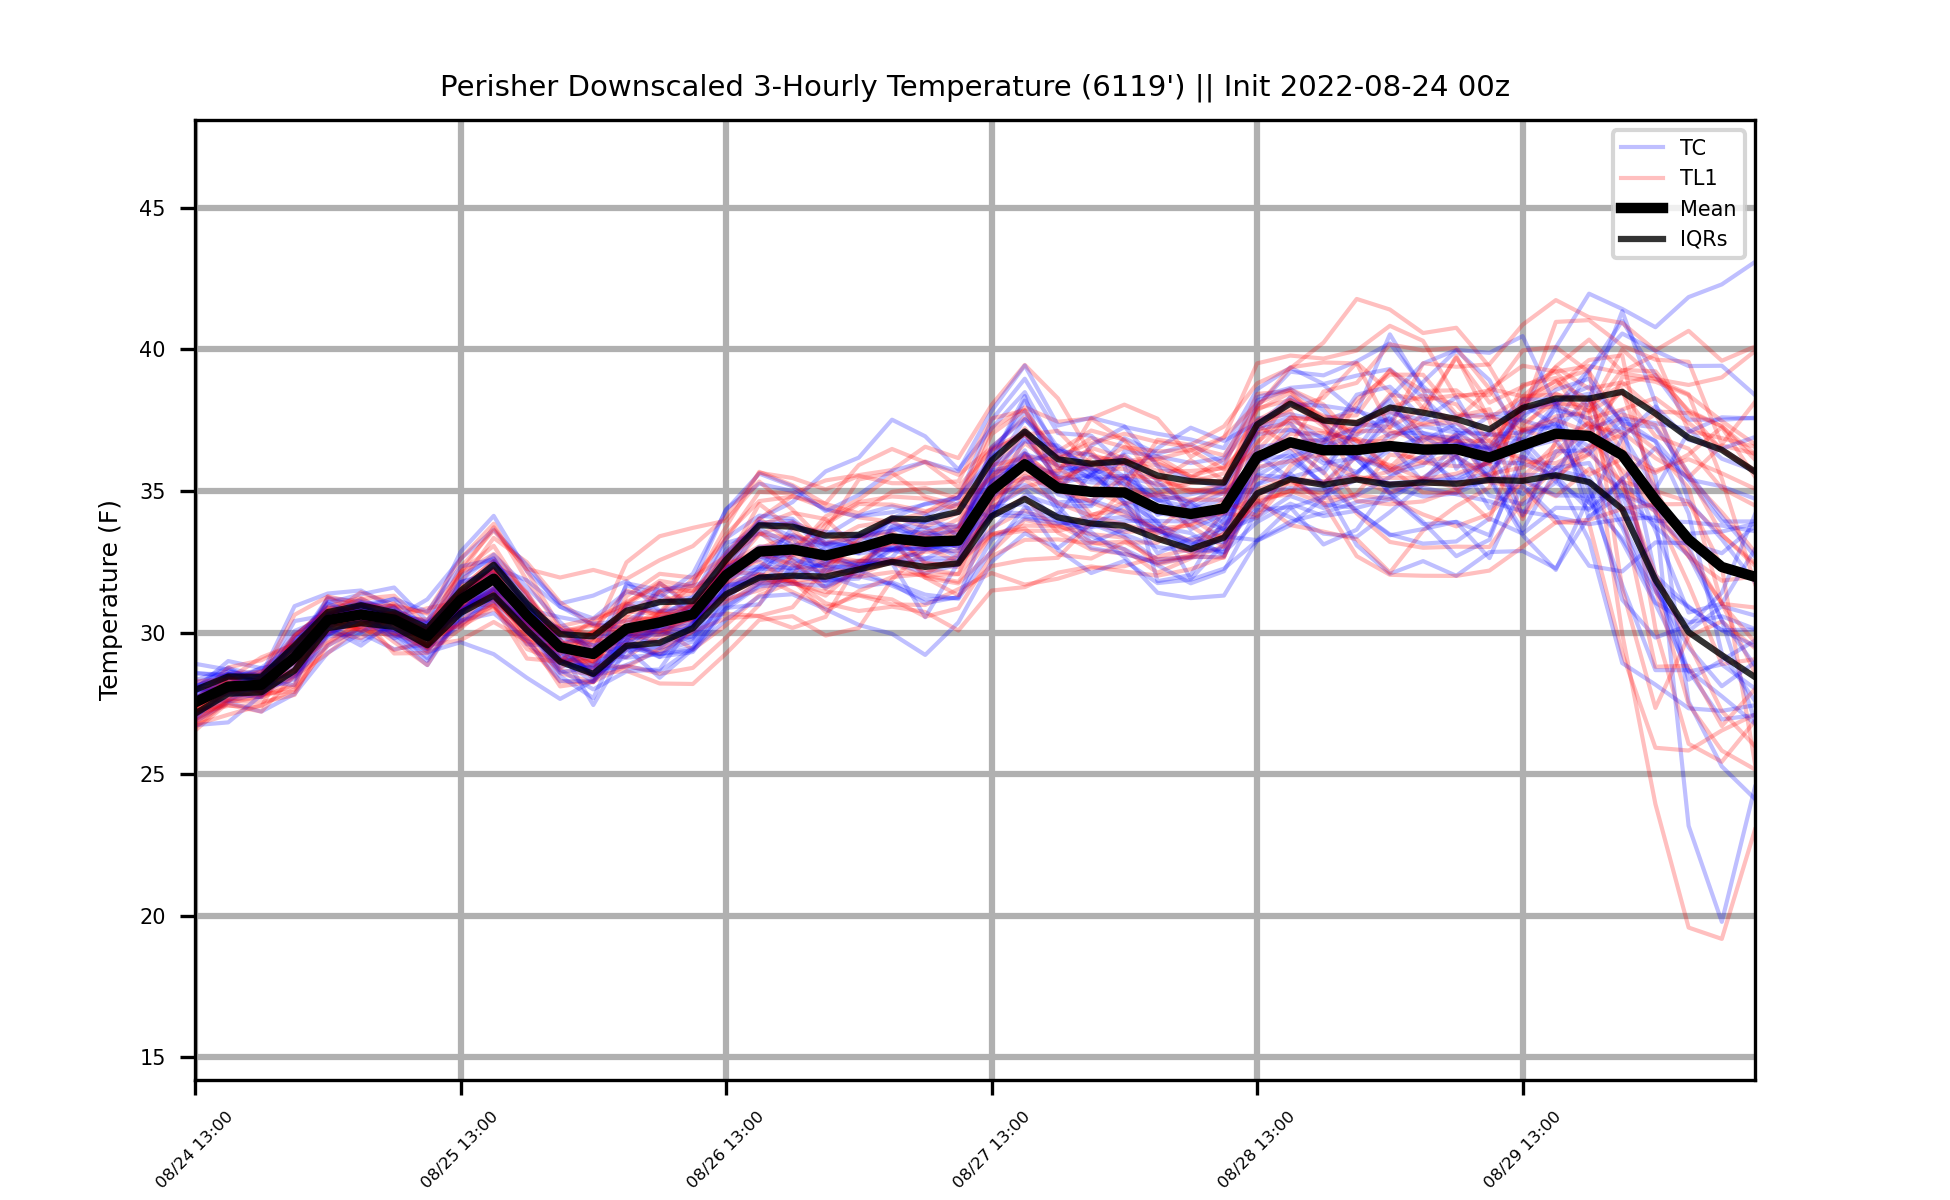 Perisher Downscaled 3-Hourly Temperature (6119') || Init 2022-08-24 00z
TC
TL1
Mean
IQRs
Temperature (F)
45
40
35
30
25
20
15
08/24 13:00
08/25 13:00
08/26 13:00
08/27 13:00
08/28 13:00
08/29 13:00